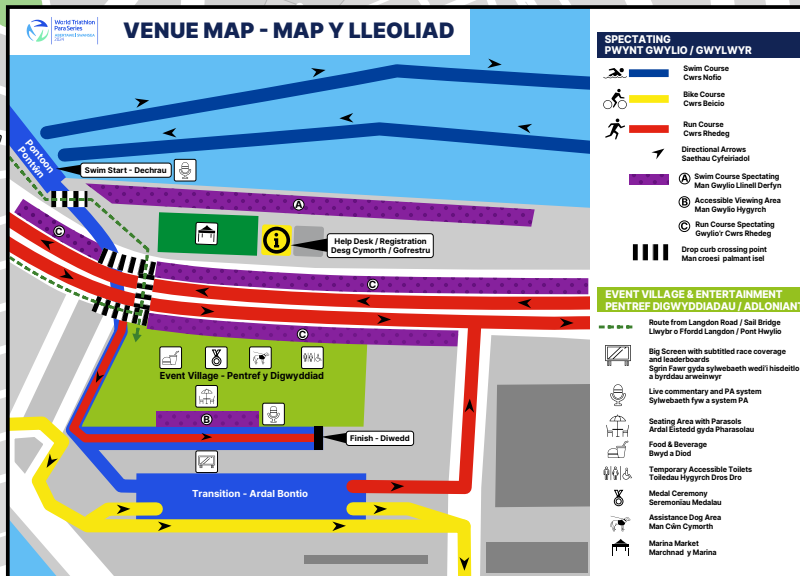 World Triathlon
Para Series
ABERTAWE | SWANSEA
2024
VENUE MAP - MAP Y LLEOLIAD
Pontoon
Pontŵn
Swim Start - Dechrau
A
C
Help Desk / Registration
Desg Cymorth / Gofrestru
C
C
Event Village - Pentref y Digwyddiad
B
Finish - Diwedd
Transition - Ardal Bontio
SPECTATING
PWYNT GWYLIO / GWYLWYR
Swim Course
Cwrs Nofio
Bike Course
Cwrs Beicio
Run Course
Cwrs Rhedeg
Directional Arrows
Saethau Cyfeiriadol
A Swim Course Spectating
Man Gwylio Llinell Derfyn
B Accessible Viewing Area
Man Gwylio Hygyrch
C Run Course Spectating
Gwylio'r Cwrs Rhedeg
Drop curb crossing point
Man croesi palmant isel
EVENT VILLAGE & ENTERTAINMENT
PENTREF DIGWYDDIADAU / ADLONIANT
Route from Langdon Road / Sail Bridge
Llwybr o Ffordd Langdon / Pont Hwylio
Big Screen with subtitled race coverage
and leaderboards
Sgrin Fawr gyda sylwebaeth wedi'i hisdeitlo
a byrddau arweinwyr
Live commentary and PA system
Sylwebaeth fyw a system PA
Seating Area with Parasols
Ardal Eistedd gyda Pharasolau
Food & Beverage
Bwyd a Diod
Temporary Accessible Toilets
Toiledau Hygyrch Dros Dro
Medal Ceremony
Seremoniau Medalau
Assistance Dog Area
Man Cŵn Cymorth
Marina Market
Marchnad y Marina